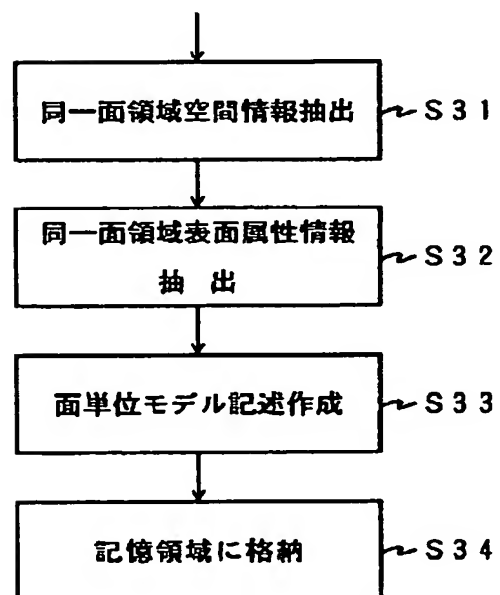 同一面領域空間情報抽出 S31
同一面領域表面属性情報
抽 出 S32
面単位モデル記述作成 S33
記憶領域に格納 S34